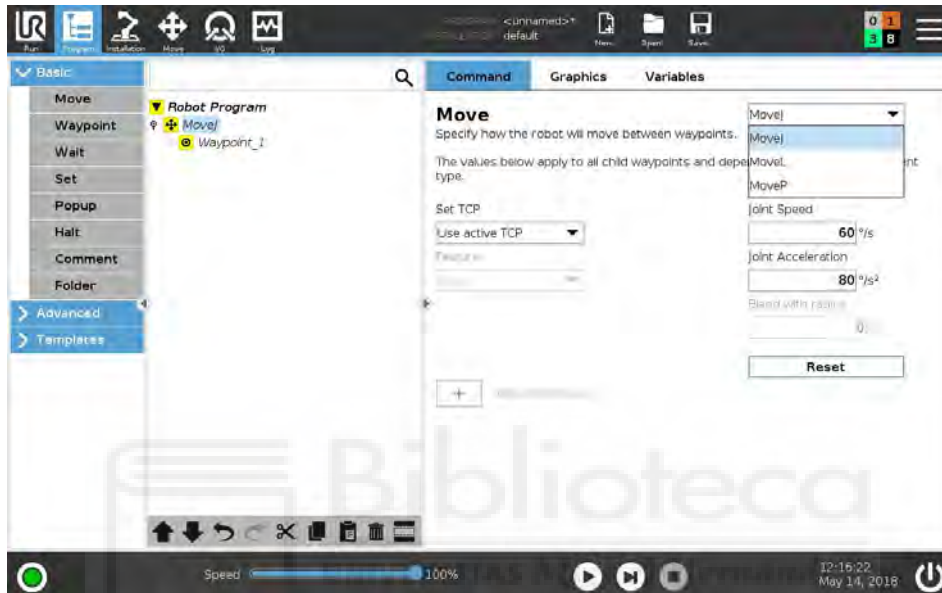 UR
<unnamed>*
default
0 1
3 8
Run Program Installation Move I/O Log
New... Open... Save...
Basic
Move
Waypoint
Wait
Set
Popup
Halt
Comment
Folder
Advanced
Templates
Robot Program
MoveJ
Waypoint_1
Command Graphics Variables
Move
MoveJ
Specify how the robot will move between waypoints.
MoveJ
The values below apply to all child waypoints and depe
MoveL
nt
type.
MoveP
Set TCP
Joint Speed
Use active TCP
60 °/s
Feature
Joint Acceleration
80 °/s²
Blend with radius
0
Reset
+
Biblioteca
Speed
100%
12:16:22
May 14, 2018